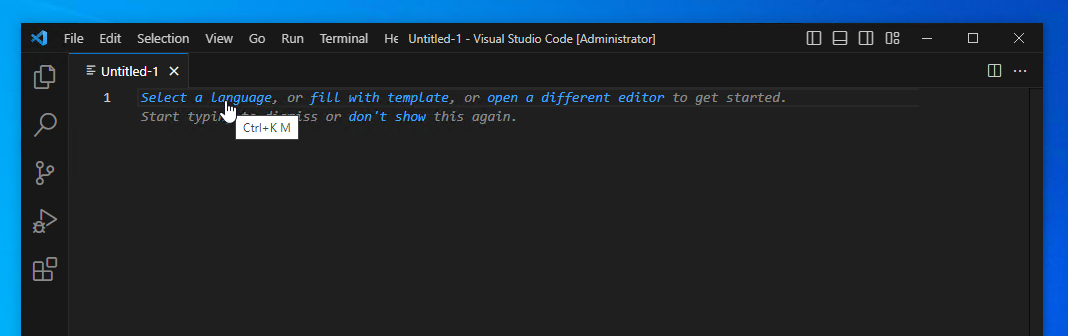 File Edit Selection View Go Run Terminal He Untitled-1 - Visual Studio Code [Administrator]
Untitled-1
1 Select a language, or fill with template, or open a different editor to get started.
Start typin to dismiss or don't show this again.
Ctrl+K M